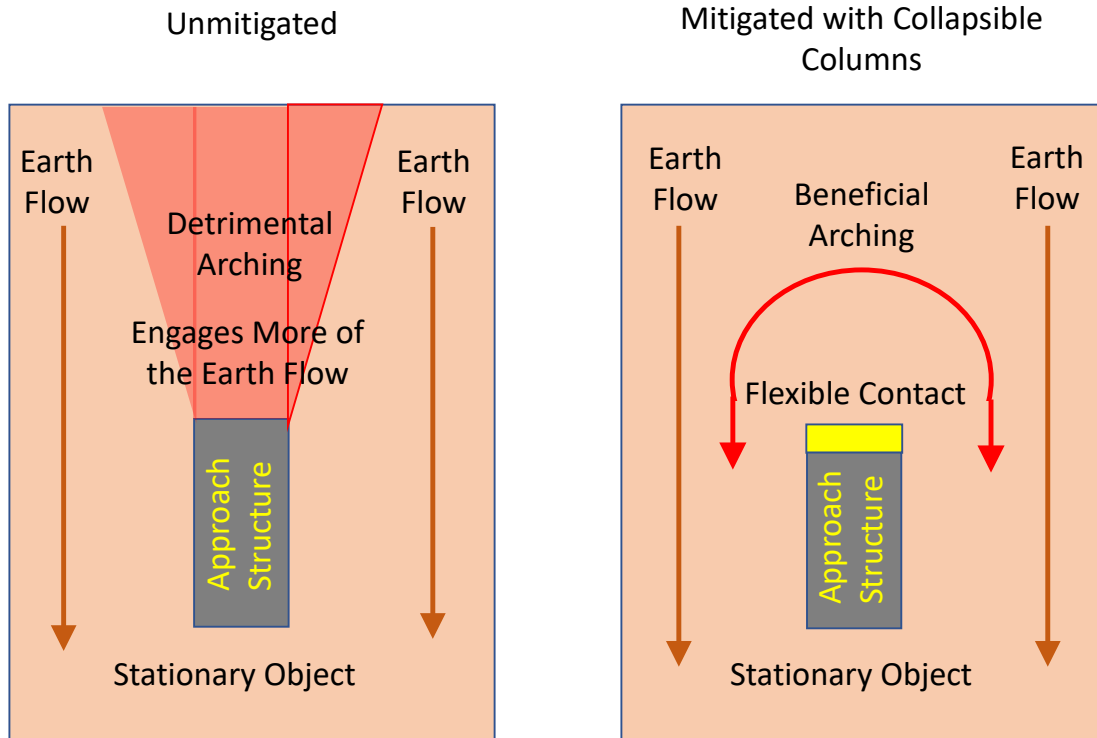 Unmitigated
Earth
Flow
Earth
Flow
Detrimental
Arching
Engages More of
the Earth Flow
Approach
Structure
Stationary Object
Mitigated with Collapsible
Columns
Earth
Flow
Earth
Flow
Beneficial
Arching
Flexible Contact
Approach
Structure
Stationary Object